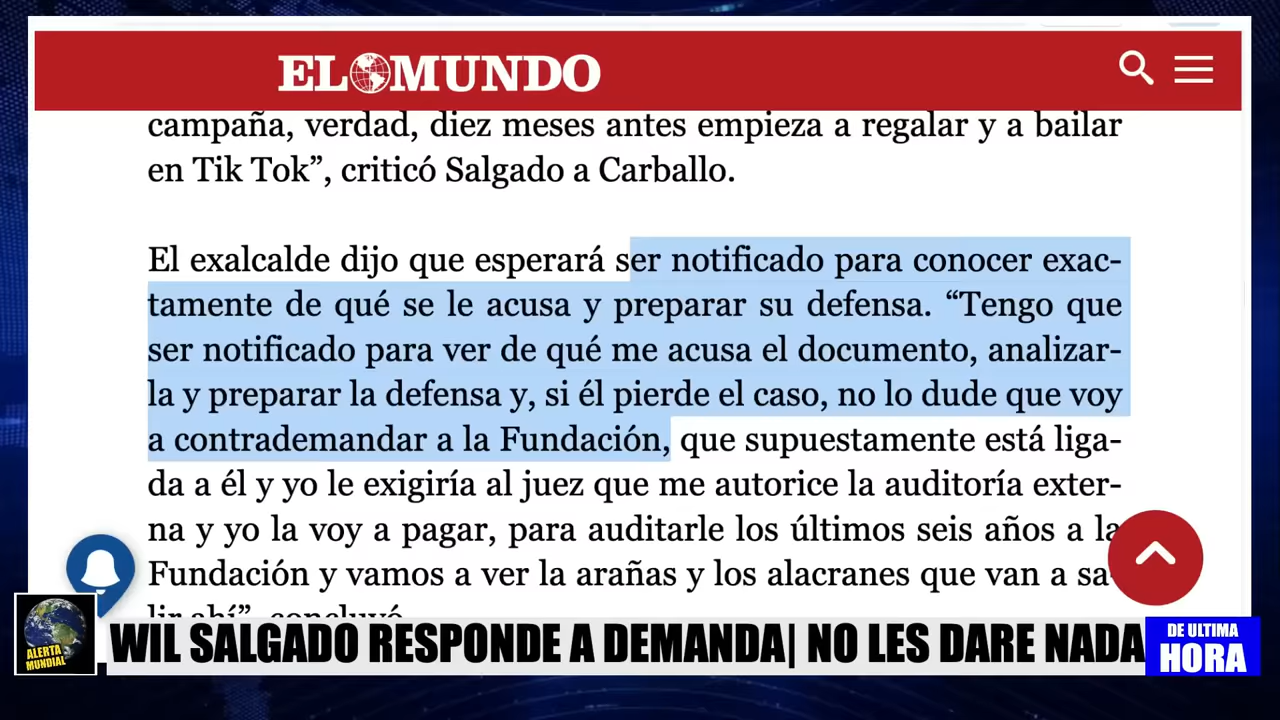 EL MUNDO
campaña, verdad, diez meses antes empieza a regalar y a bailar
en Tik Tok”, criticó Salgado a Carballo.
El exalcalde dijo que esperará ser notificado para conocer exac-
tamente de qué se le acusa y preparar su defensa. “Tengo que
ser notificado para ver de qué me acusa el documento, analizar-
la y preparar la defensa y, si él pierde el caso, no lo dude que voy
a contrademandar a la Fundación, que supuestamente está liga-
da a él y yo le exigiría al juez que me autorice la auditoría exter-
na y yo la voy a pagar, para auditarle los últimos seis años a la
Fundación y vamos a ver la arañas y los alacranes que van a sa-
lir ahí”, concluyó.
ALERTA
MUNDIAL
WIL SALGADO RESPONDE A DEMANDA| NO LES DARE NADA
DE ULTIMA
HORA